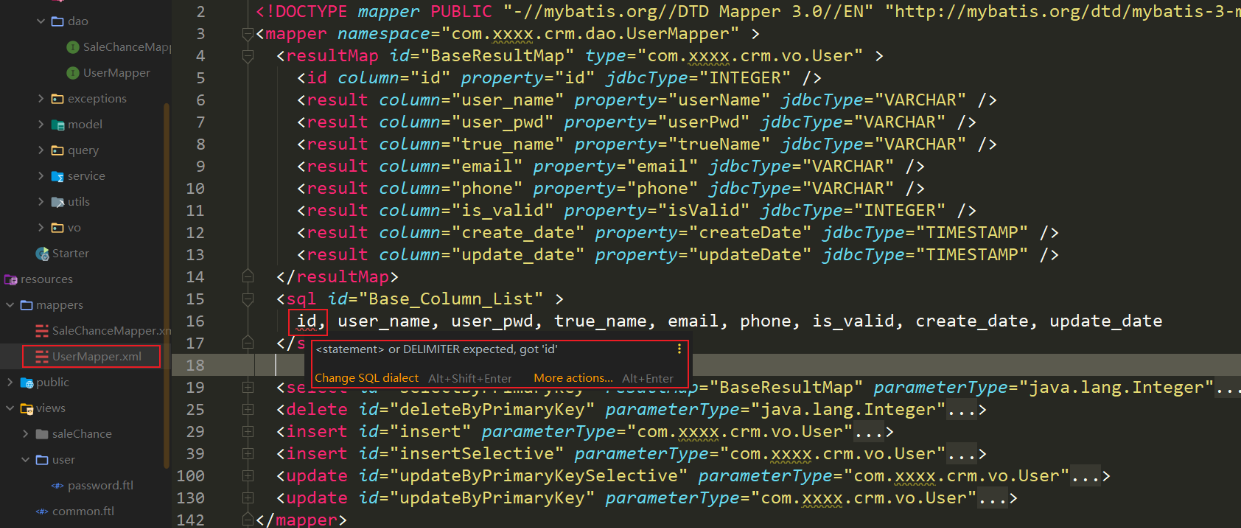 dao
SaleChanceMapp
UserMapper
exceptions
model
query
service
utils
vo
Starter
resources
mappers
SaleChanceMapper.xm
UserMapper.xml
public
views
saleChance
user
password.ftl
common.ftl
2 <!DOCTYPE mapper PUBLIC "-//mybatis.org//DTD Mapper 3.0//EN" "http://mybatis.org/dtd/mybatis-3-m
3 <mapper namespace="com.xxxx.crm.dao.UserMapper" >
4 <resultMap id="BaseResultMap" type="com.xxxx.crm.vo.User" >
5 <id column="id" property="id" jdbcType="INTEGER" />
6 <result column="user_name" property="userName" jdbcType="VARCHAR" />
7 <result column="user_pwd" property="userPwd" jdbcType="VARCHAR" />
8 <result column="true_name" property="trueName" jdbcType="VARCHAR" />
9 <result column="email" property="email" jdbcType="VARCHAR" />
10 <result column="phone" property="phone" jdbcType="VARCHAR" />
11 <result column="is_valid" property="isValid" jdbcType="INTEGER" />
12 <result column="create_date" property="createDate" jdbcType="TIMESTAMP" />
13 <result column="update_date" property="updateDate" jdbcType="TIMESTAMP" />
14 </resultMap>
15 <sql id="Base_Column_List" >
16 id, user_name, user_pwd, true_name, email, phone, is_valid, create_date, update_date
17 </s
<statement> or DELIMITER expected, got 'id'
18
Change SQL dialect Alt+Shift+Enter More actions... Alt+Enter
19 ="BaseResultMap" parameterType="java.lang.Integer"...
25 <delete id="deleteByPrimaryKey" parameterType="java.lang.Integer"...>
29 <insert id="insert" parameterType="com.xxxx.crm.vo.User"...>
39 <insert id="insertSelective" parameterType="com.xxxx.crm.vo.User"...>
100 <update id="updateByPrimaryKeySelective" parameterType="com.xxxx.crm.vo.User"...>
130 <update id="updateByPrimaryKey" parameterType="com.xxxx.crm.vo.User"...>
142 </mapper>